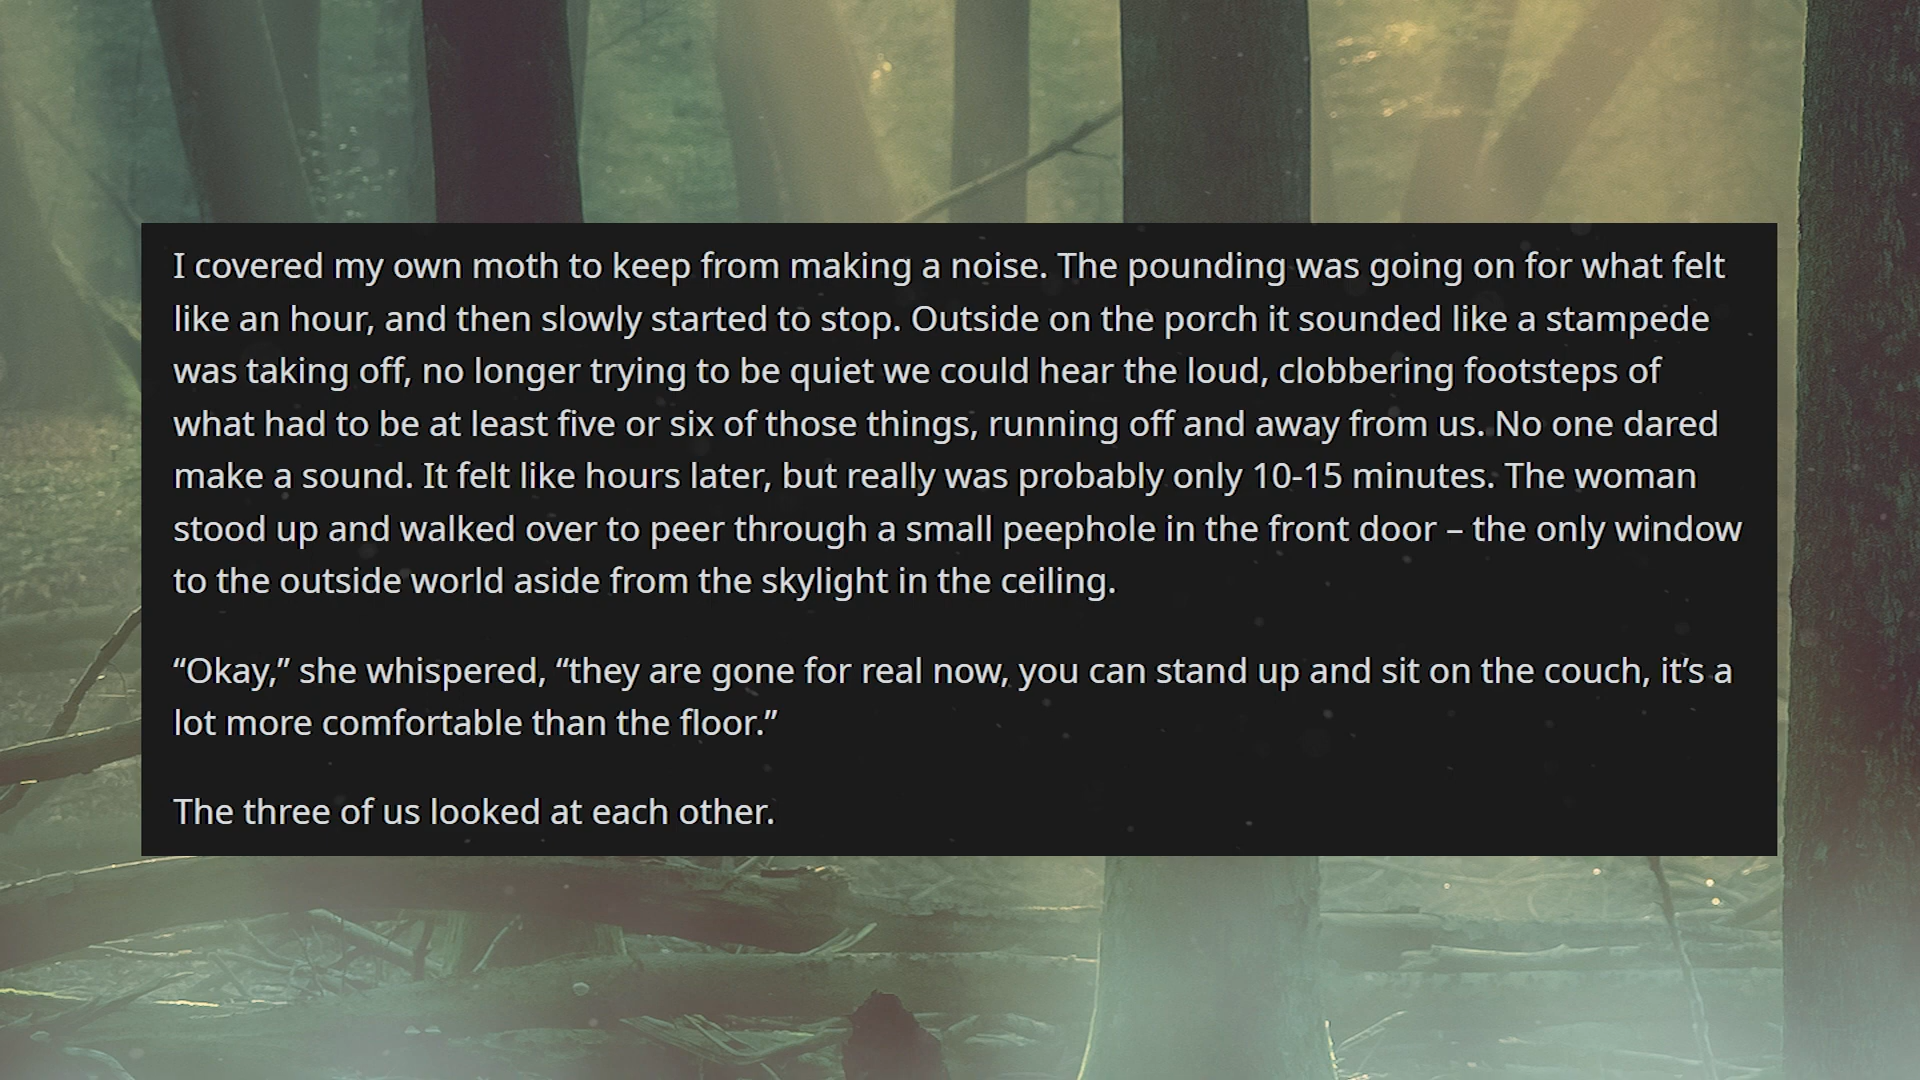 I covered my own moth to keep from making a noise. The pounding was going on for what felt
like an hour, and then slowly started to stop. Outside on the porch it sounded like a stampede
was taking off, no longer trying to be quiet we could hear the loud, clobbering footsteps of
what had to be at least five or six of those things, running off and away from us. No one dared
make a sound. It felt like hours later, but really was probably only 10-15 minutes. The woman
stood up and walked over to peer through a small peephole in the front door – the only window
to the outside world aside from the skylight in the ceiling.
“Okay,” she whispered, “they are gone for real now, you can stand up and sit on the couch, it’s a
lot more comfortable than the floor.”
The three of us looked at each other.